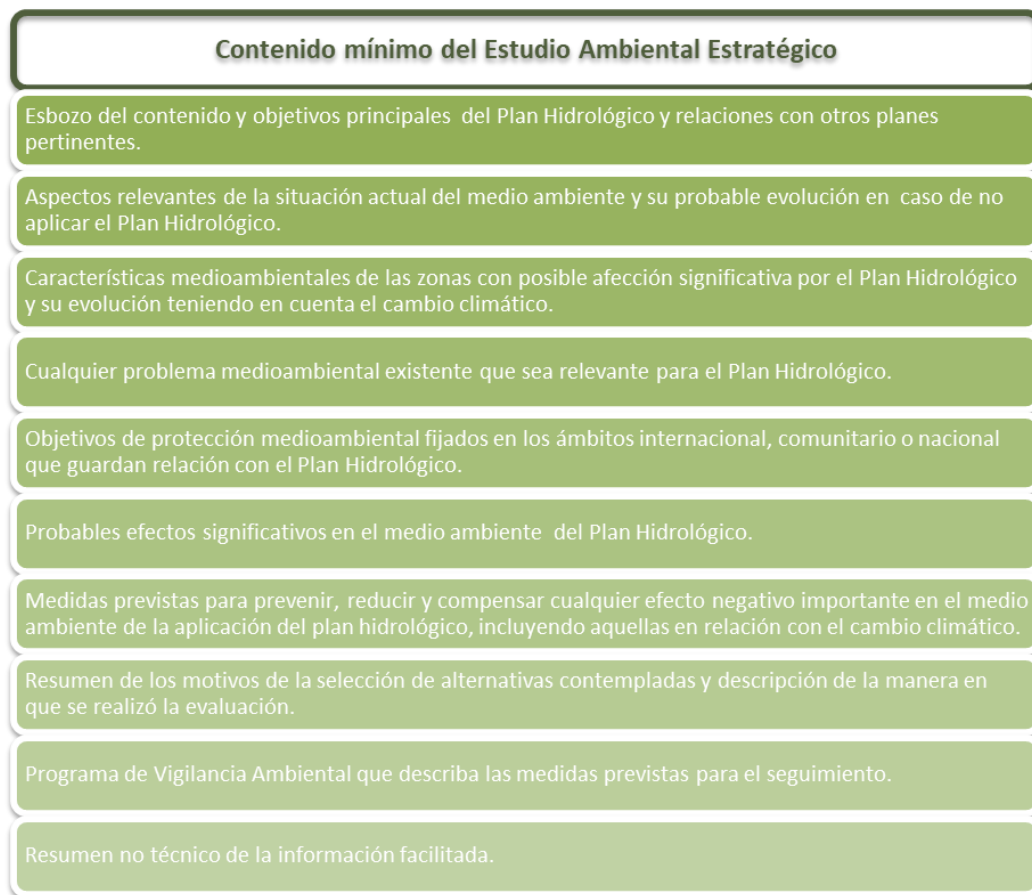 Contenido mínimo del Estudio Ambiental Estratégico
Esbozo del contenido y objetivos principales del Plan Hidrológico y relaciones con otros planes
pertinentes.
Aspectos relevantes de la situación actual del medio ambiente y su probable evolución en caso de no
aplicar el Plan Hidrológico.
Características medioambientales de las zonas con posible afección significativa por el Plan Hidrológico
y su evolución teniendo en cuenta el cambio climático.
Cualquier problema medioambiental existente que sea relevante para el Plan Hidrológico.
Objetivos de protección medioambiental fijados en los ámbitos internacional, comunitario o nacional
que guardan relación con el Plan Hidrológico.
Probables efectos significativos en el medio ambiente del Plan Hidrológico.
Medidas previstas para prevenir, reducir y compensar cualquier efecto negativo importante en el medio
ambiente de la aplicación del plan hidrológico, incluyendo aquellas en relación con el cambio climático.
Resumen de los motivos de la selección de alternativas contempladas y descripción de la manera en
que se realizó la evaluación.
Programa de Vigilancia Ambiental que describa las medidas previstas para el seguimiento.
Resumen no técnico de la información facilitada.